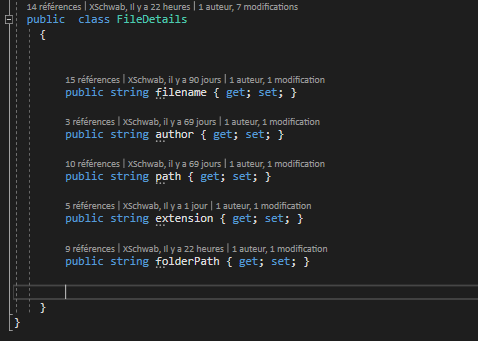 14 références | XSchwab, Il y a 22 heures | 1 auteur, 7 modifications
public class FileDetails
{
15 références | XSchwab, il y a 90 jours | 1 auteur, 1 modification
public string filename { get; set; }
3 références | XSchwab, il y a 69 jours | 1 auteur, 1 modification
public string author { get; set; }
10 références | XSchwab, il y a 69 jours | 1 auteur, 1 modification
public string path { get; set; }
5 références | XSchwab, Il y a 1 jour | 1 auteur, 1 modification
public string extension { get; set; }
9 références | XSchwab, Il y a 22 heures | 1 auteur, 1 modification
public string folderPath { get; set; }
}
}